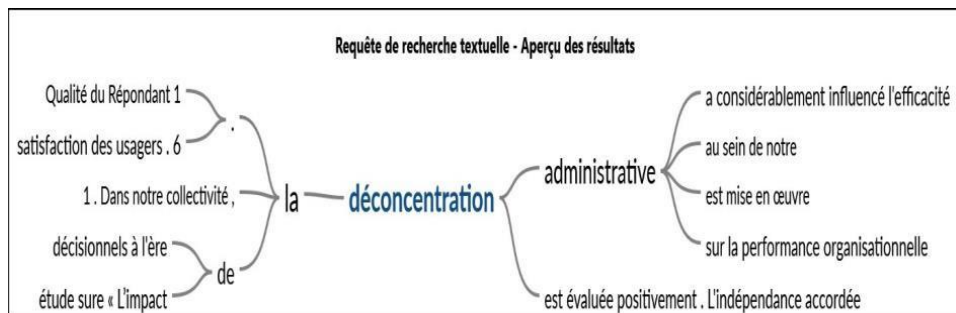 Requête de recherche textuelle - Aperçu des résultats
Qualité du Répondant 1
satisfaction des usagers . 6
.
1 . Dans notre collectivité ,
décisionnels à l'ère
étude sure « L'impact
de
la
déconcentration
administrative
a considérablement influencé l'efficacité
au sein de notre
est mise en œuvre
sur la performance organisationnelle
est évaluée positivement . L'indépendance accordée